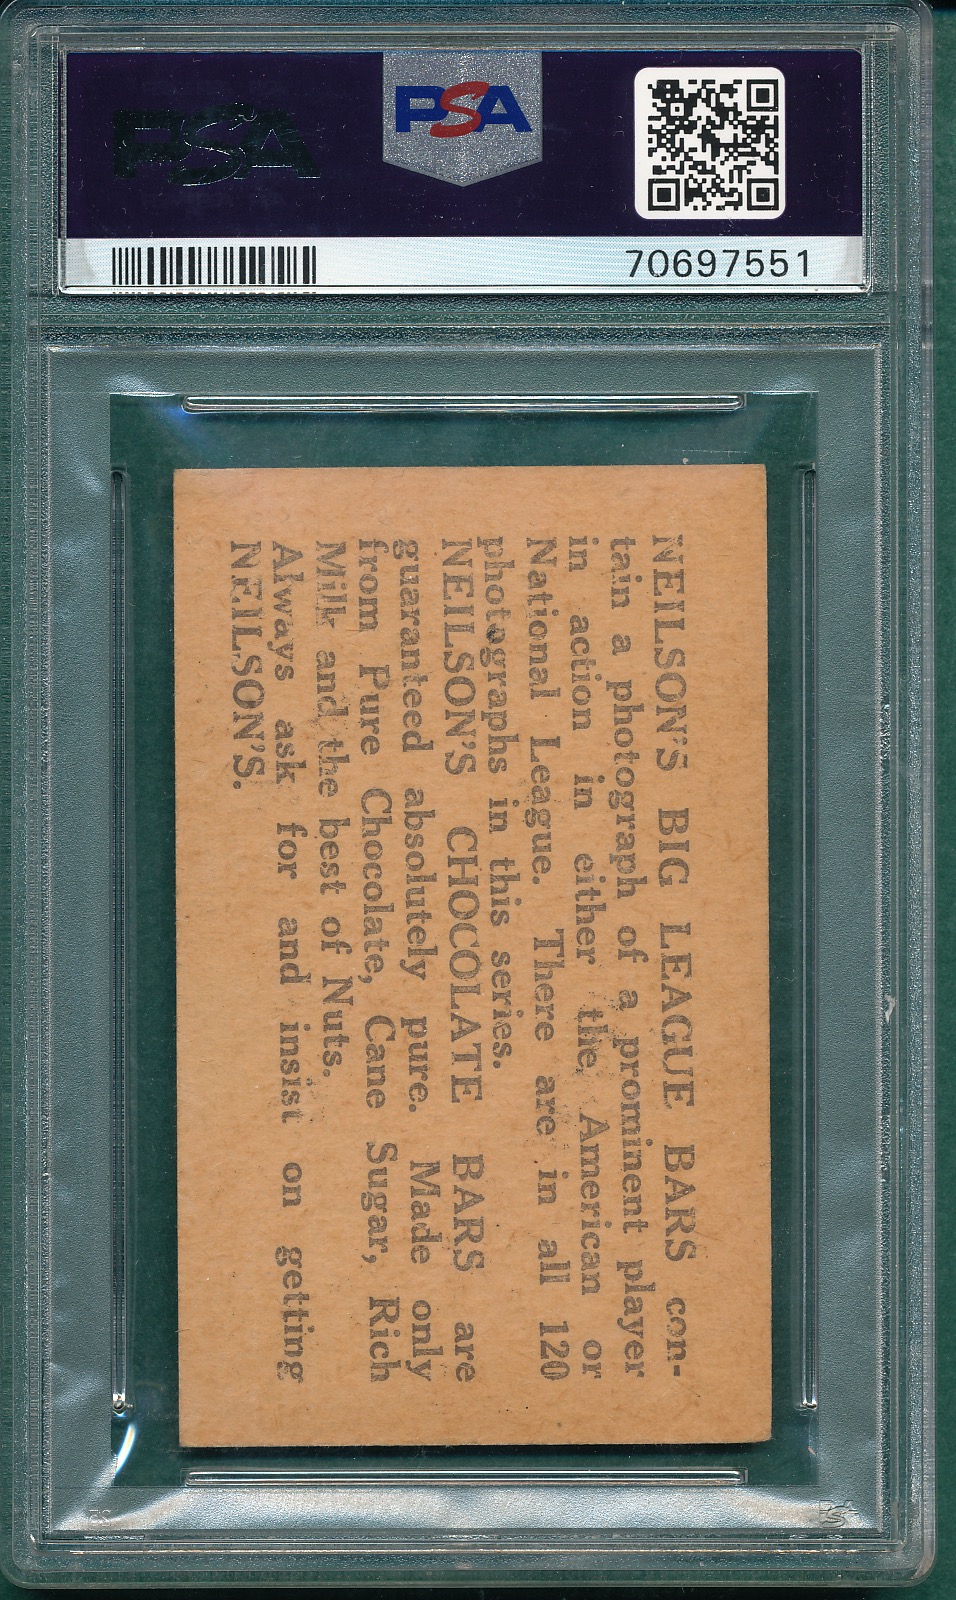 PSA
PSA
70697551
NEILSON'S BIG LEAGUE BARS con-
tain a photograph of a prominent player
in action in either the American or
National League. There are in all 120
photographs in this series.
NEILSON'S CHOCOLATE BARS are
guaranteed absolutely pure. Made only
from Pure Chocolate, Cane Sugar, Rich
Milk and the best of Nuts.
Always ask for and insist on getting
NEILSON'S.